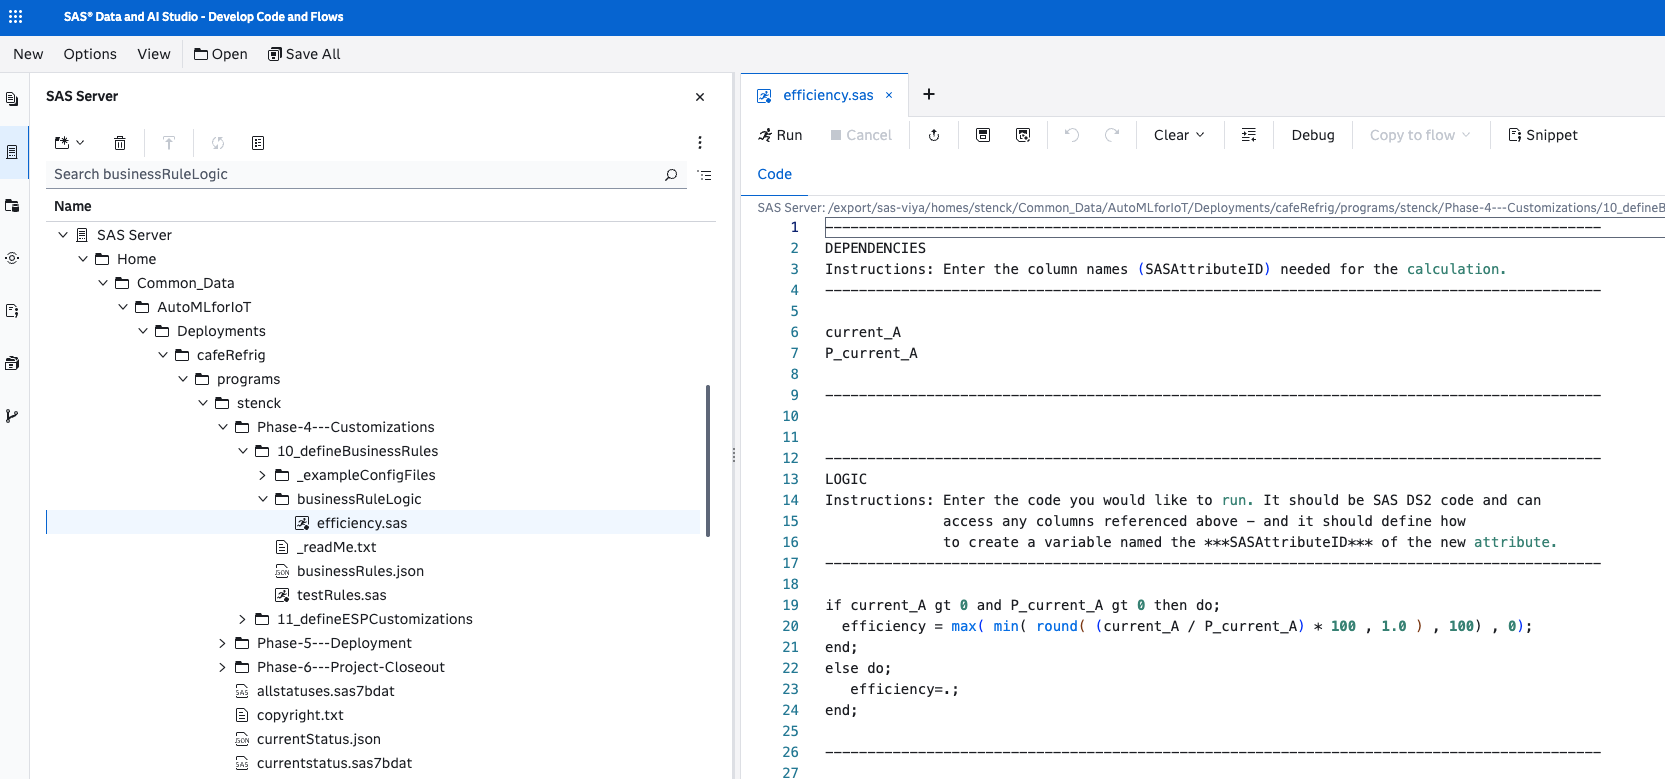 SAS® Data and AI Studio - Develop Code and Flows
New Options View Open Save All
SAS Server
Search businessRuleLogic
Name
SAS Server
Home
Common_Data
AutoMLforIoT
Deployments
cafeRefrig
programs
stenck
Phase-4---Customizations
10_defineBusinessRules
_exampleConfigFiles
businessRuleLogic
efficiency.sas
_readMe.txt
businessRules.json
testRules.sas
11_defineESPCustomizations
Phase-5---Deployment
Phase-6---Project-Closeout
allstatuses.sas7bdat
copyright.txt
currentStatus.json
currentstatus.sas7bdat
efficiency.sas
Run Cancel Clear Debug Copy to flow Snippet
Code
SAS Server: /export/sas-viya/homes/stenck/Common_Data/AutoMLforIoT/Deployments/cafeRefrig/programs/stenck/Phase-4---Customizations/10_defineB
1 --------------------------------------------------------------------------------------------
2 DEPENDENCIES
3 Instructions: Enter the column names (SASAttributeID) needed for the calculation.
4 --------------------------------------------------------------------------------------------
5
6 current_A
7 P_current_A
8
9 --------------------------------------------------------------------------------------------
10
11
12 --------------------------------------------------------------------------------------------
13 LOGIC
14 Instructions: Enter the code you would like to run. It should be SAS DS2 code and can
15 access any columns referenced above - and it should define how
16 to create a variable named the ***SASAttributeID*** of the new attribute.
17 --------------------------------------------------------------------------------------------
18
19 if current_A gt 0 and P_current_A gt 0 then do;
20 efficiency = max( min( round( (current_A / P_current_A) * 100 , 1.0 ) , 100) , 0);
21 end;
22 else do;
23 efficiency=.;
24 end;
25
26 --------------------------------------------------------------------------------------------
27